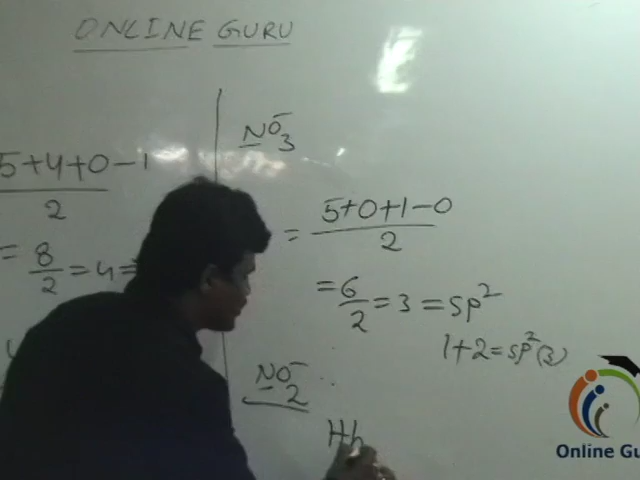 ONLINE GURU
5+4+0-1
2
= 8/2 = 4 =
NO3-
= 5+0+1-0
2
= 6/2 = 3 = SP2
1+2 = SP2(3)
NO2-
Hh
Online Gu